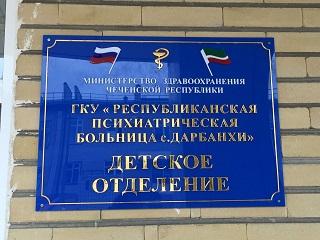 МИНИСТЕРСТВО ЗДРАВООХРАНЕНИЯ
ЧЕЧЕНСКОЙ РЕСПУБЛИКИ
ГКУ « РЕСПУБЛИКАНСКАЯ
ПСИХИАТРИЧЕСКАЯ
БОЛЬНИЦА с.ДАРБАНХИ»
ДЕТСКОЕ
ОТДЕЛЕНИЕ